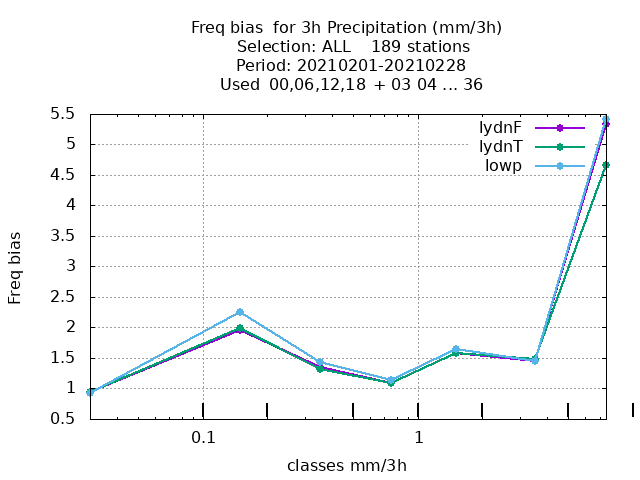 Freq bias  for 3h Precipitation (mm/3h)
Selection: ALL    189 stations
Period: 20210201-20210228
Used  00,06,12,18  + 03 04 ... 36
5.5
5
4.5
4
3.5
3
2.5
2
1.5
1
0.5
Freq bias
lydnF
lydnT
lowp
0.1
1
classes mm/3h